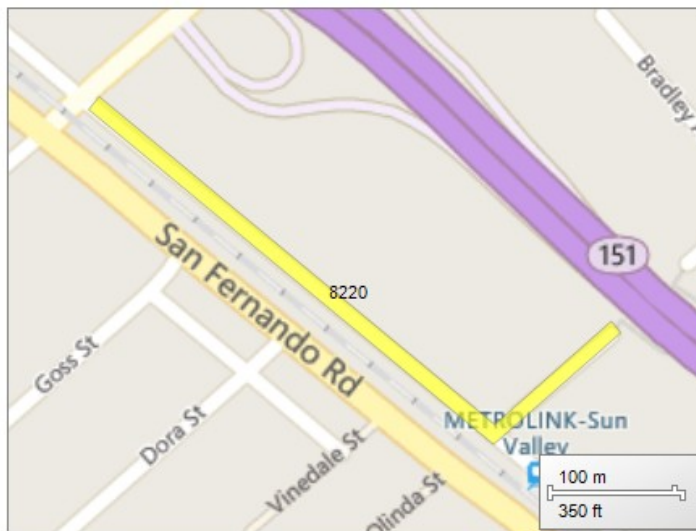 Bradley
151
San Fernando Rd
8220
Goss St
Dora St
METROLINK-Sun
Valley
Vinedale St
Olinda St
100 m
350 ft